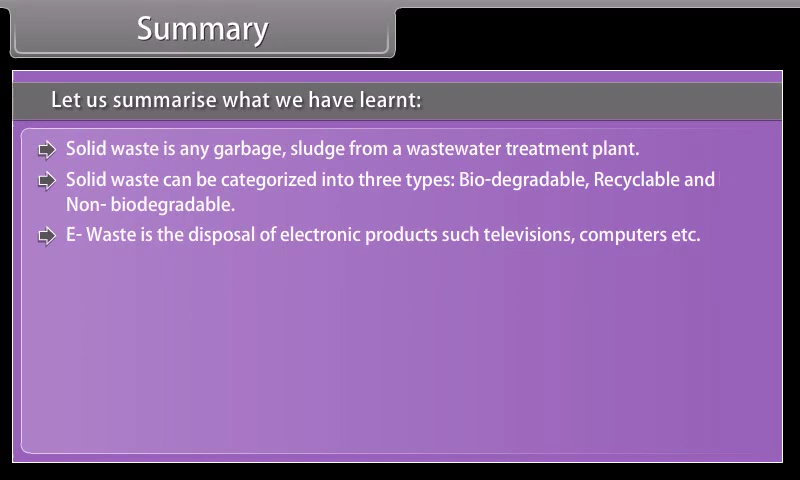 Summary
Let us summarise what we have learnt:
Solid waste is any garbage, sludge from a wastewater treatment plant.
Solid waste can be categorized into three types: Bio-degradable, Recyclable and
Non- biodegradable.
E- Waste is the disposal of electronic products such televisions, computers etc.